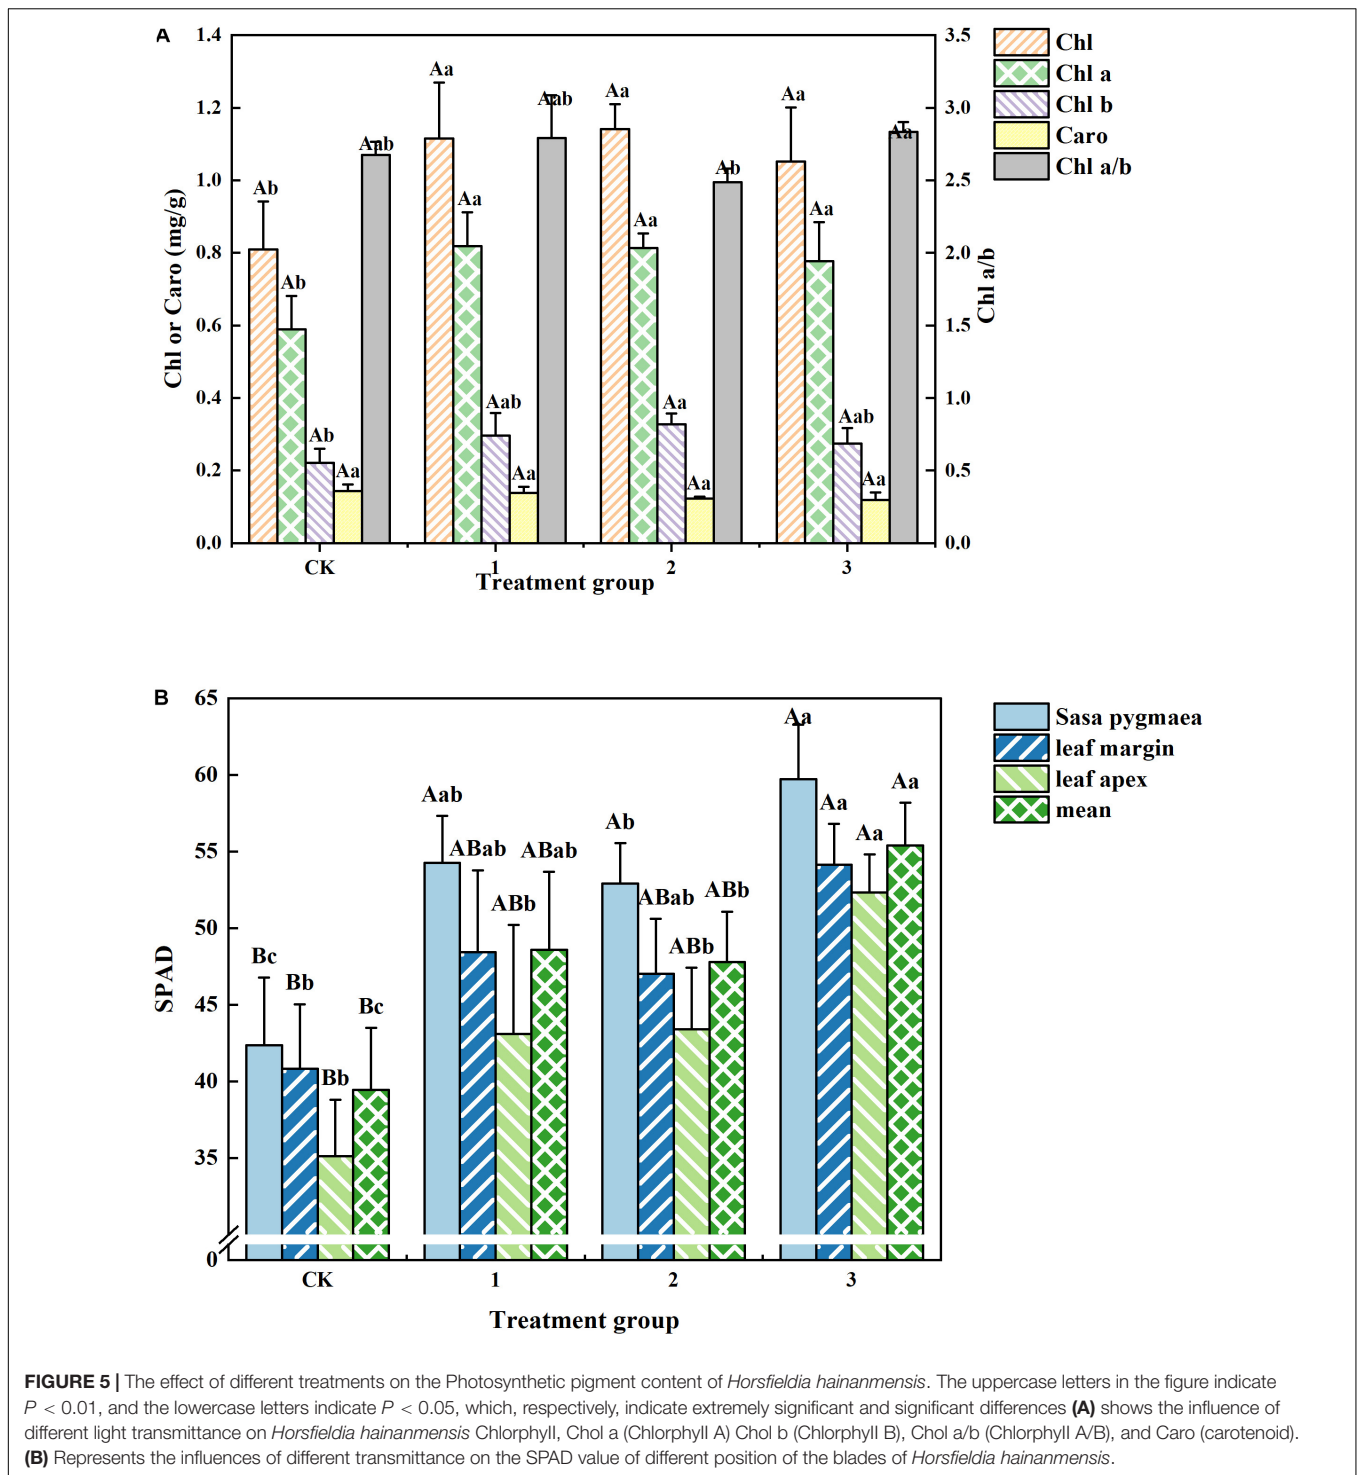 A
1.4
1.2
1.0
0.8
0.6
0.4
0.2
0.0
Chl or Caro (mg/g)
3.5
3.0
2.5
2.0
1.5
1.0
0.5
0.0
Chl a/b
Ab
Ab
Ab
Aa
Aab
Aa
Aa
Aab
Aa
Aab
Aa
Aa
Aa
Aa
Ab
Aa
Aa
Aab
Aa
Aa
CK
1
2
3
Treatment group
Chl
Chl a
Chl b
Caro
Chl a/b
B
65
60
55
50
45
40
35
0
SPAD
Bc
Bb
Bb
Bc
Aab
ABab
ABb
ABab
Ab
ABab
ABb
ABb
Aa
Aa
Aa
Aa
CK
1
2
3
Treatment group
Sasa pygmaea
leaf margin
leaf apex
mean
FIGURE 5 | The effect of different treatments on the Photosynthetic pigment content of Horsfieldia hainanmensis. The uppercase letters in the figure indicate
P < 0.01, and the lowercase letters indicate P < 0.05, which, respectively, indicate extremely significant and significant differences (A) shows the influence of
different light transmittance on Horsfieldia hainanmensis Chlorphyll, Chol a (Chlorphyll A) Chol b (Chlorphyll B), Chol a/b (Chlorphyll A/B), and Caro (carotenoid).
(B) Represents the influences of different transmittance on the SPAD value of different position of the blades of Horsfieldia hainanmensis.